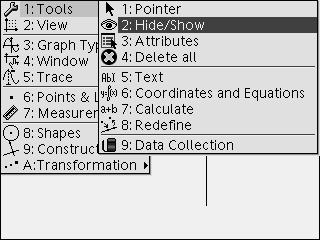 1: Tools
2: View
3: Graph Typ
4: Window
5: Trace
6: Points & L
7: Measurer
8: Shapes
9: Construct
A: Transformation
1: Pointer
2: Hide/Show
3: Attributes
4: Delete all
AbI 5: Text
y=f(x) 6: Coordinates and Equations
a+b 7: Calculate
8: Redefine
9: Data Collection